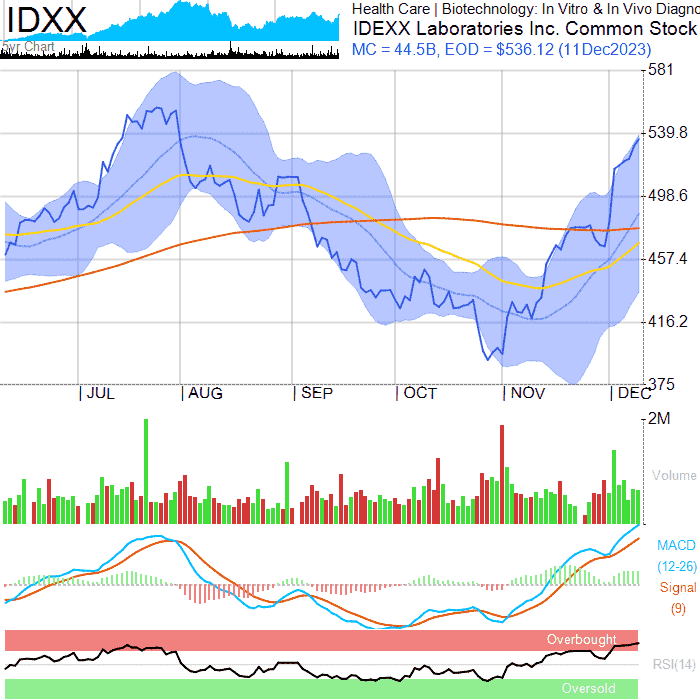 IDXX
5yr Chart
Health Care | Biotechnology: In Vitro & In Vivo Diagno
IDEXX Laboratories Inc. Common Stock
MC = 44.5B, EOD = $536.12 (11Dec2023)
581
539.8
498.6
457.4
416.2
375
| JUL | AUG | SEP | OCT | NOV | DEC
2M
Volume
MACD
(12-26)
Signal
(9)
Overbought
RSI(14)
Oversold